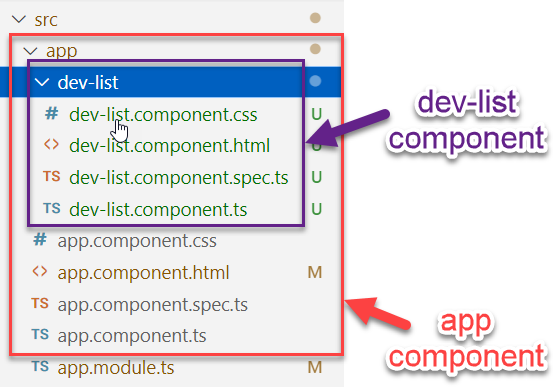 src
app
dev-list
# dev-list.component.css U
<> dev-list.component.html U
TS dev-list.component.spec.ts U
TS dev-list.component.ts U
# app.component.css
<> app.component.html M
TS app.component.spec.ts
TS app.component.ts
TS app.module.ts M
dev-list
component
app
component